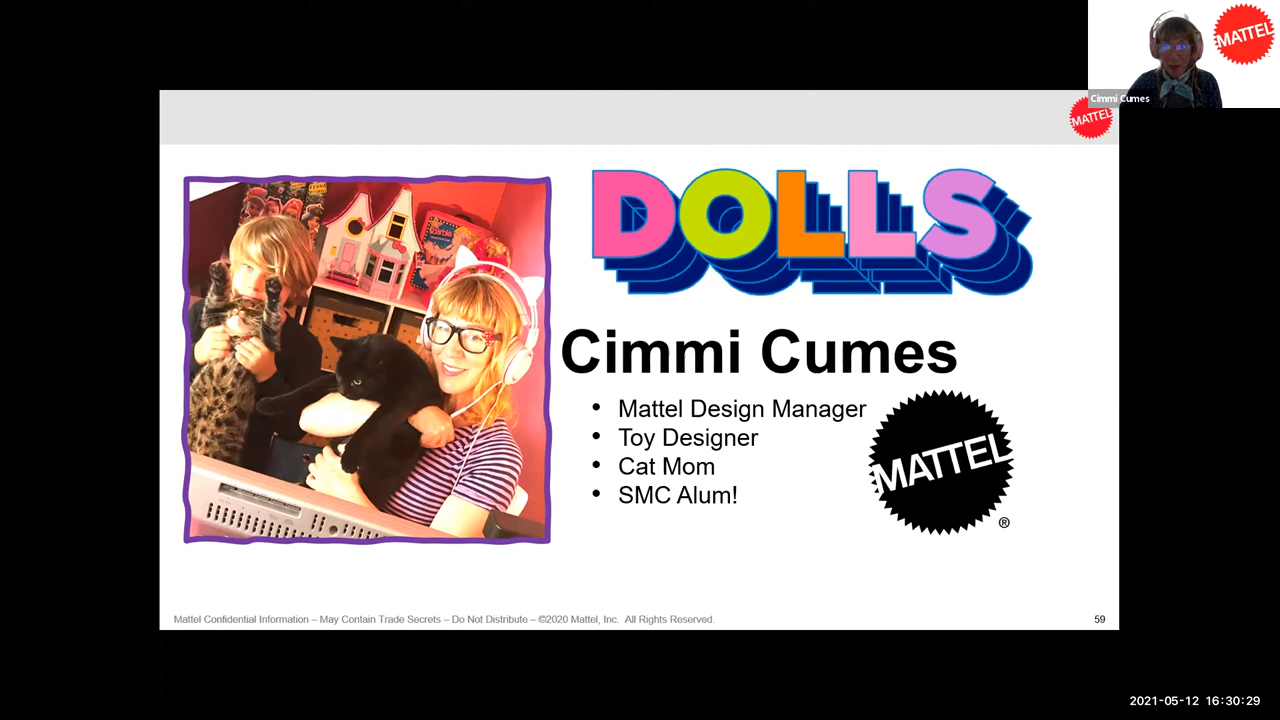 MATTEL
Cimmi Cumes
MATTEL
DOLLS
Barbie
Cimmi Cumes
• Mattel Design Manager
• Toy Designer
• Cat Mom
• SMC Alum!
MATTEL
®
Mattel Confidential Information – May Contain Trade Secrets – Do Not Distribute – ©2020 Mattel, Inc. All Rights Reserved.
59
2021-05-12 16:30:29